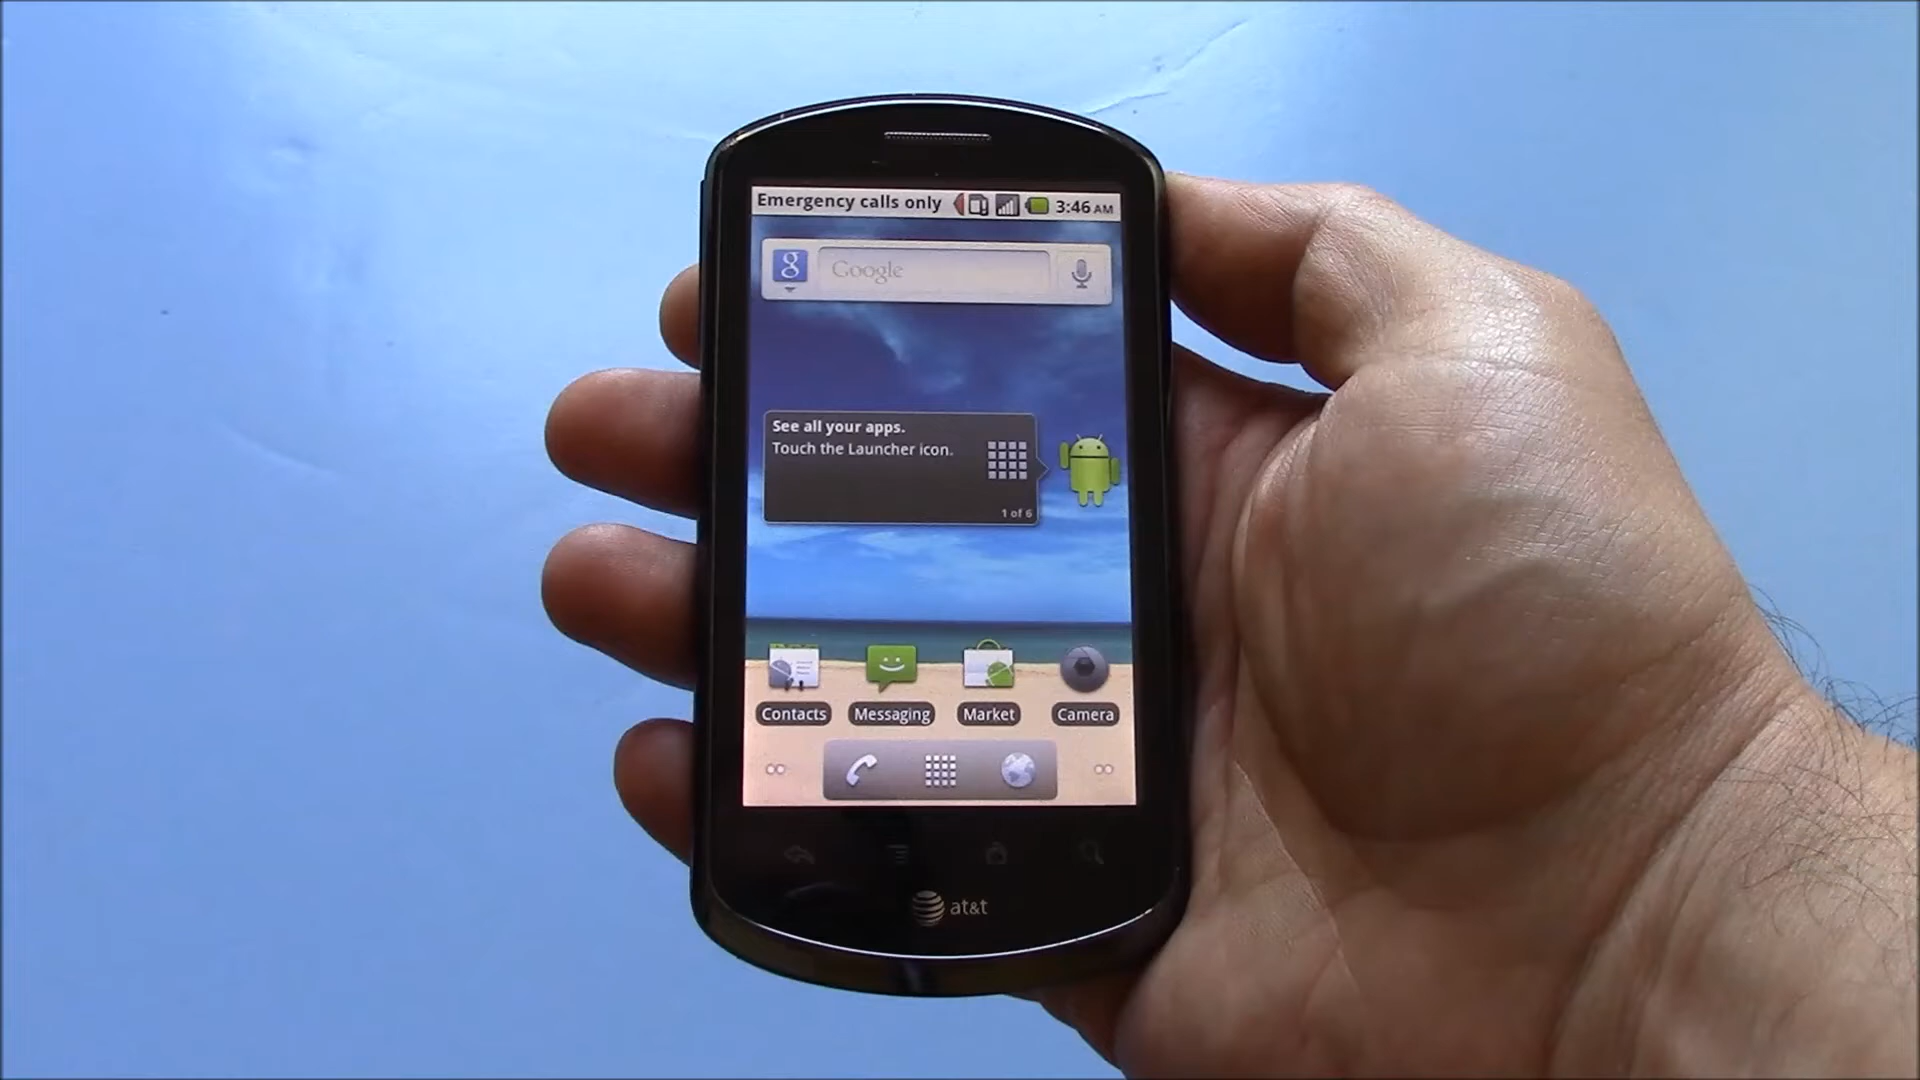 Emergency calls only 3:46 AM
g Google
See all your apps.
Touch the Launcher icon.
1 of 6
Contacts Messaging Market Camera
at&t